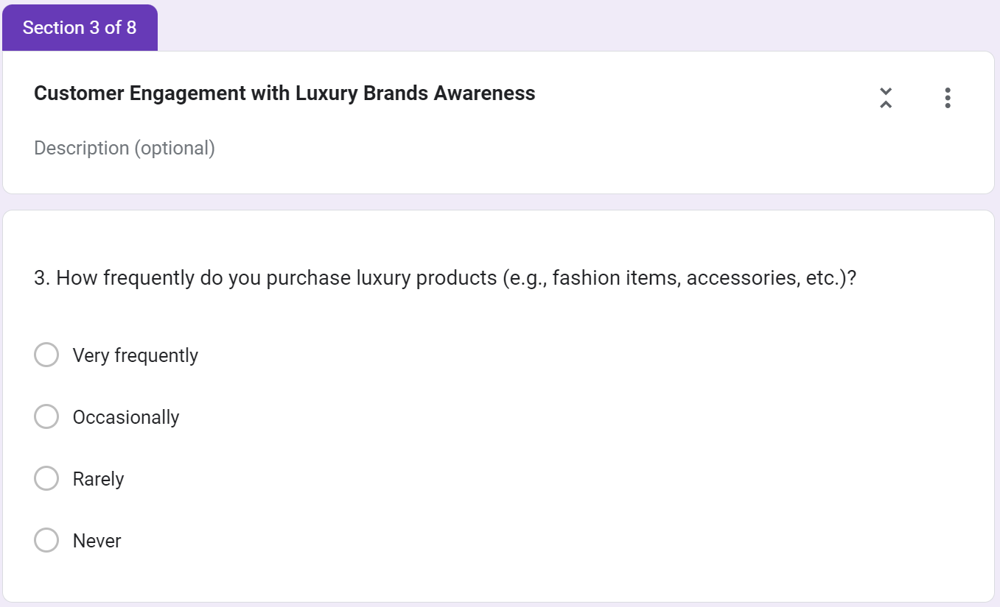 Section 3 of 8
Customer Engagement with Luxury Brands Awareness
Description (optional)
3. How frequently do you purchase luxury products (e.g., fashion items, accessories, etc.)?
Very frequently
Occasionally
Rarely
Never